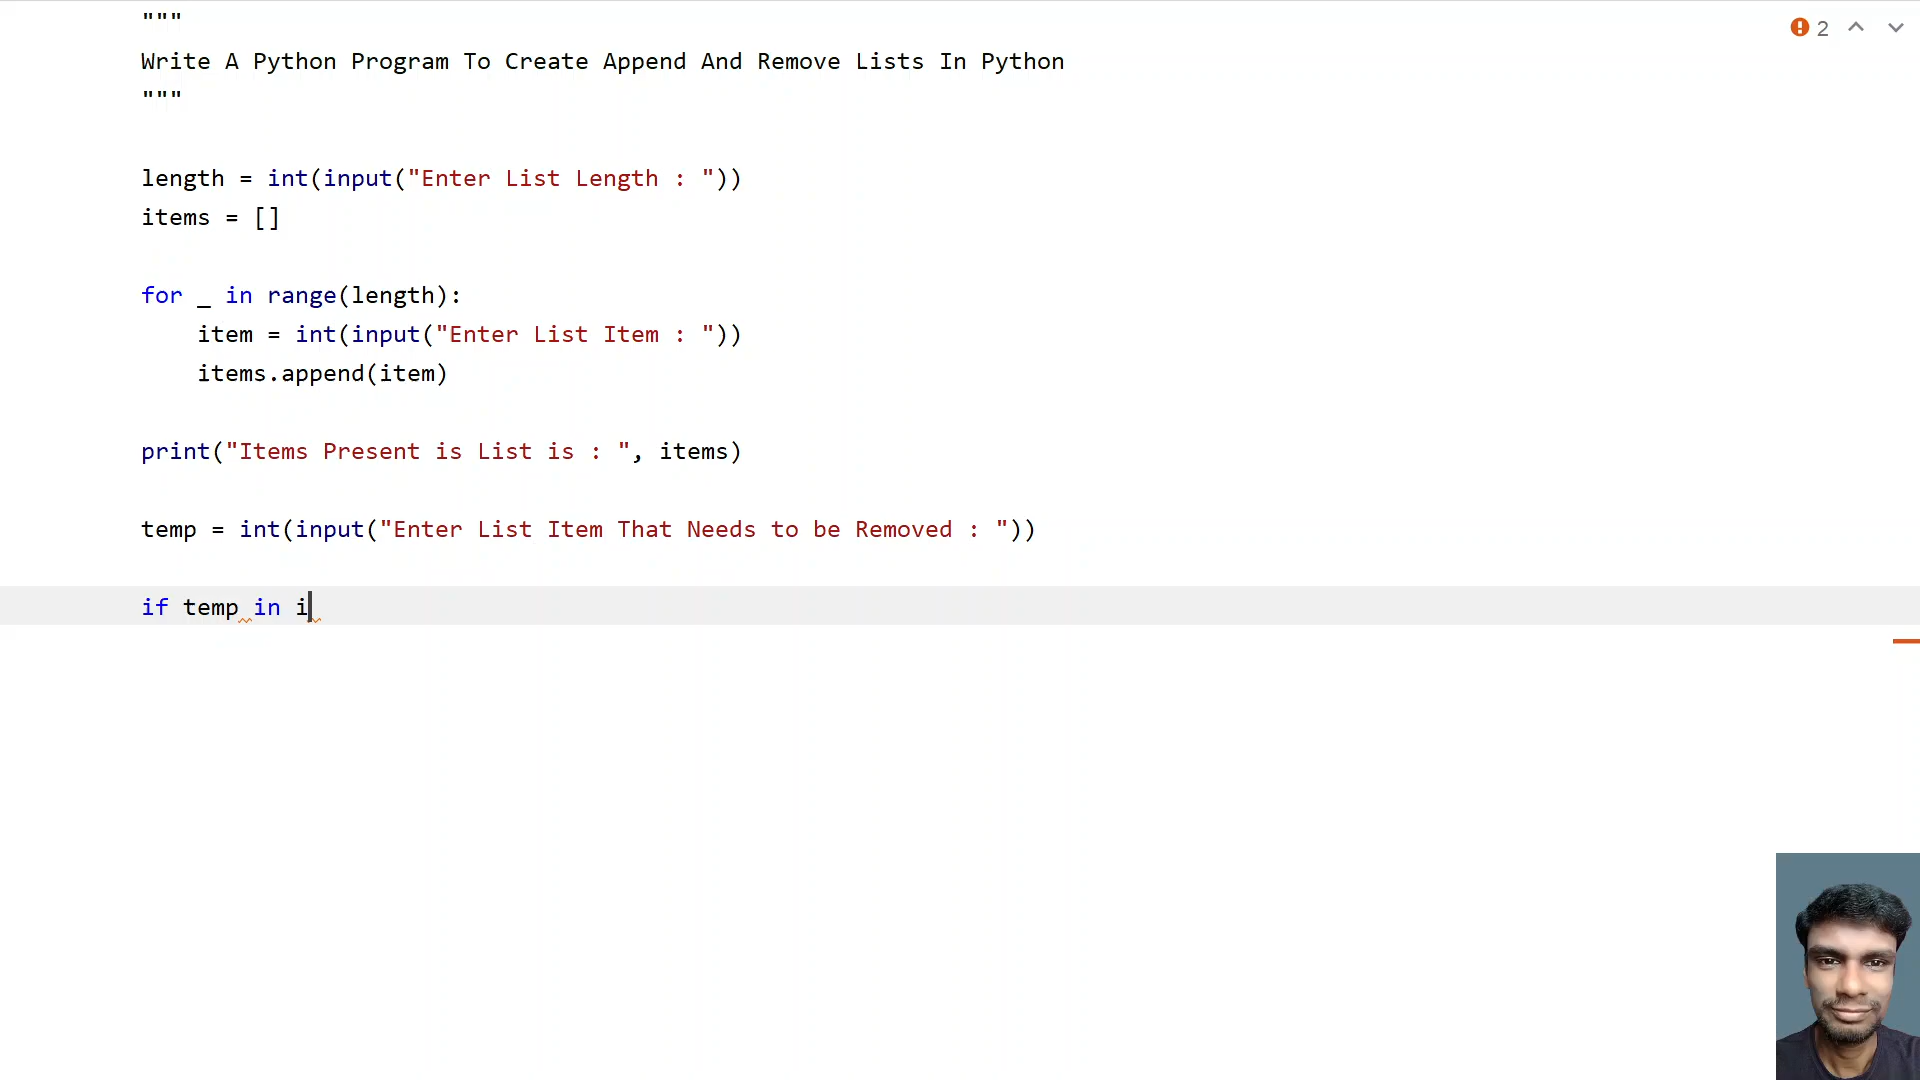 """
2
Write A Python Program To Create Append And Remove Lists In Python
"""
length = int(input("Enter List Length : "))
items = []
for _ in range(length):
    item = int(input("Enter List Item : "))
    items.append(item)
print("Items Present is List is : ", items)
temp = int(input("Enter List Item That Needs to be Removed : "))
if temp in i